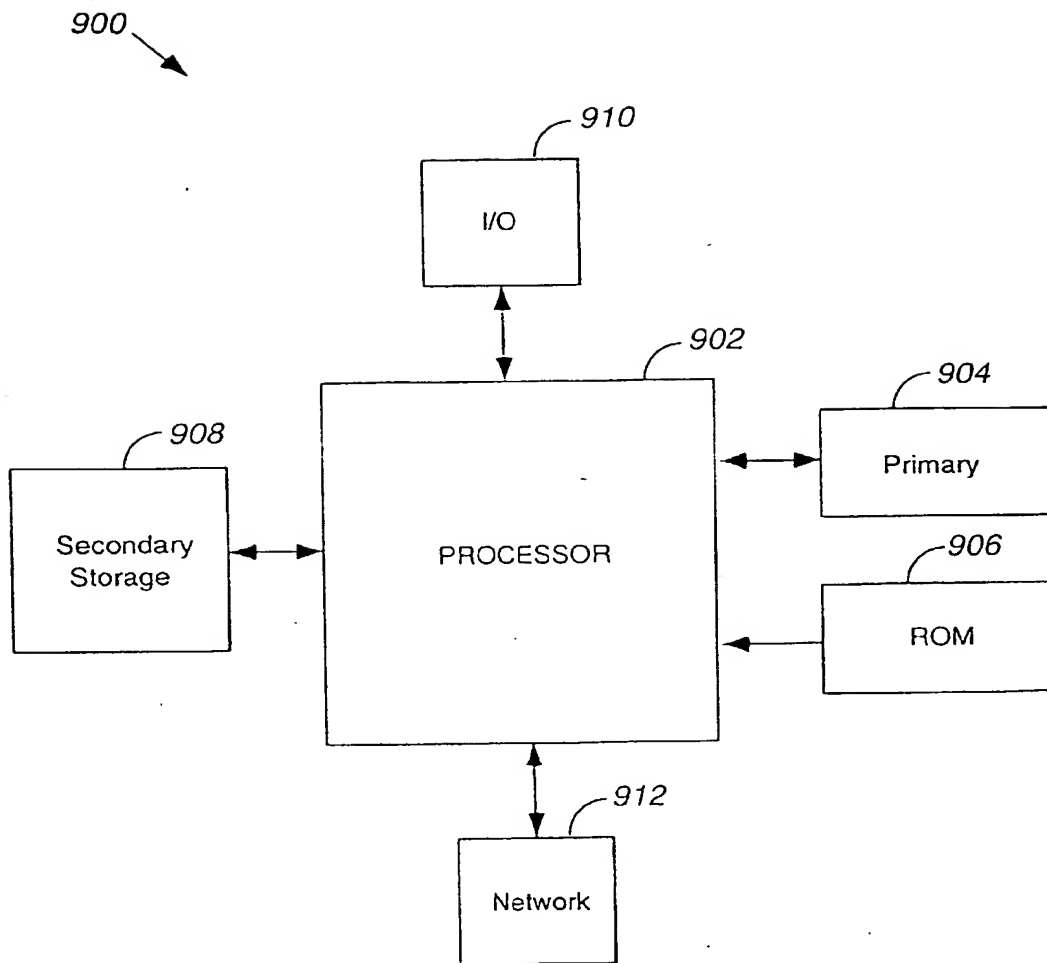 900
910
I/O
902
904
Primary
908
Secondary
Storage
PROCESSOR
906
ROM
912
Network